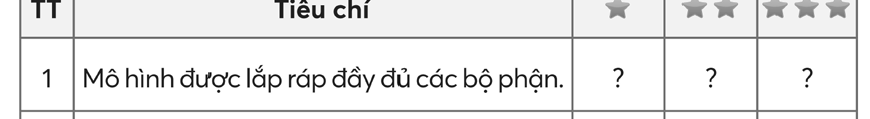 TT Tiêu chí
1 Mô hình được lắp ráp đầy đủ các bộ phận. ? ? ?